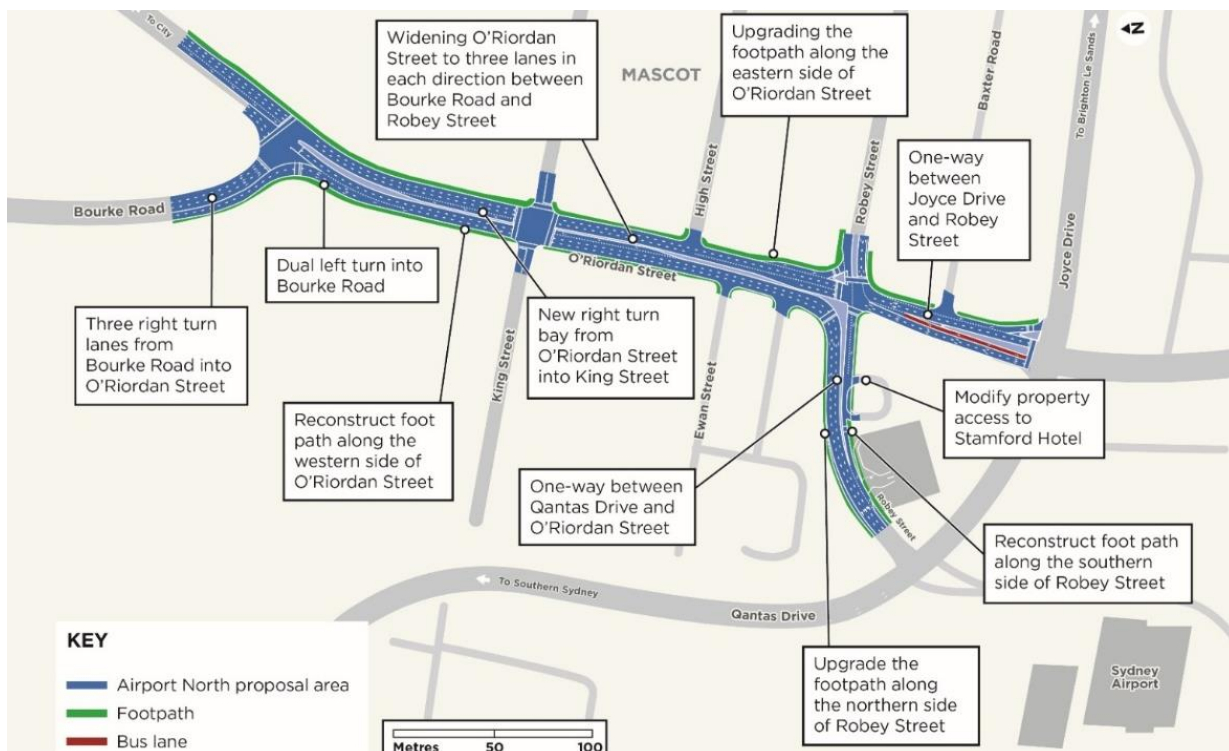 To City
Widening O'Riordan
Street to three lanes in
each direction between
Bourke Road and
Robey Street
MASCOT
Upgrading the
footpath along the
eastern side of
O'Riordan Street
Baxter Road
To Brighton Le Sands
N
One-way
between
Joyce Drive
and Robey
Street
High Street
Robey Street
Joyce Drive
Bourke Road
O'Riordan Street
Dual left turn into
Bourke Road
Three right turn
lanes from
Bourke Road into
O'Riordan Street
New right turn
bay from
O'Riordan Street
into King Street
King Street
Ewan Street
Modify property
access to
Stamford Hotel
Reconstruct foot
path along the
western side of
O'Riordan Street
One-way between
Qantas Drive and
O'Riordan Street
Robey Street
Reconstruct foot path
along the southern
side of Robey Street
To Southern Sydney
Qantas Drive
Upgrade the
footpath along
the northern side
of Robey Street
Sydney
Airport
KEY
Airport North proposal area
Footpath
Bus lane
Metres 50 100